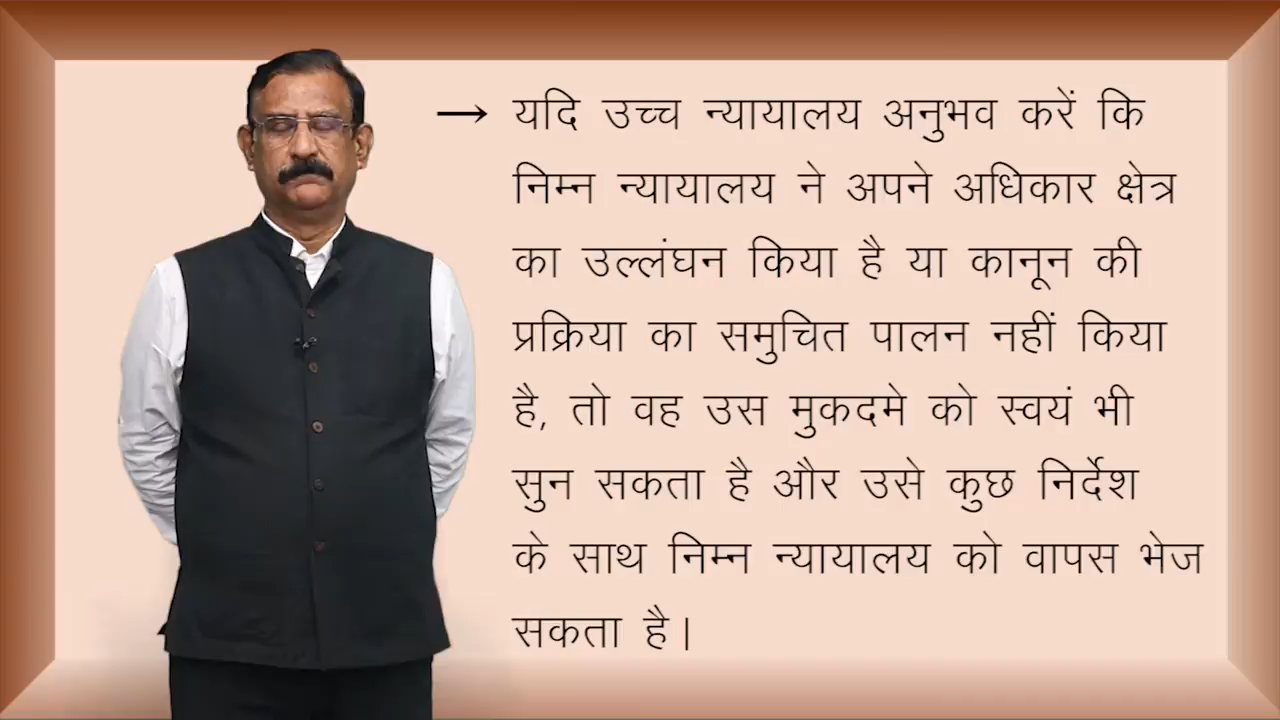 → यदि उच्च न्यायालय अनुभव करें कि
निम्न न्यायालय ने अपने अधिकार क्षेत्र
का उल्लंघन किया है या कानून की
प्रक्रिया का समुचित पालन नहीं किया
है, तो वह उस मुकदमे को स्वयं भी
सुन सकता है और उसे कुछ निर्देश
के साथ निम्न न्यायालय को वापस भेज
सकता है।